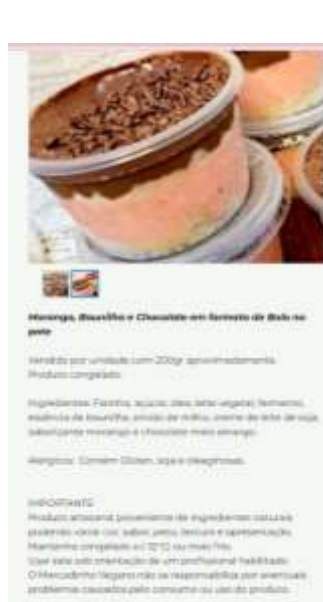 Morango, Baunilha e Chocolate em formato de Bolo no
pote
Vendido por unidade com 200gr aproximadamente.
Produto congelado.
Ingredientes: Farinha, açúcar, óleo, leite vegetal, fermento,
essência de baunilha, amido de milho, creme de leite de soja,
saborizante morango e chocolate meio amargo.
Alérgicos: Contém Glúten, soja e oleaginosas.
IMPORTANTE:
Produto artesanal proveniente de ingredientes naturais
podendo variar cor, sabor, peso, textura e apresentação.
Mantenha congelado a (-12°C) ou mais frio.
Usar sob orientação de um profissional habilitado.
O Mercadinho Vegano não se responsabiliza por eventuais
problemas causados pelo consumo ou uso do produto.